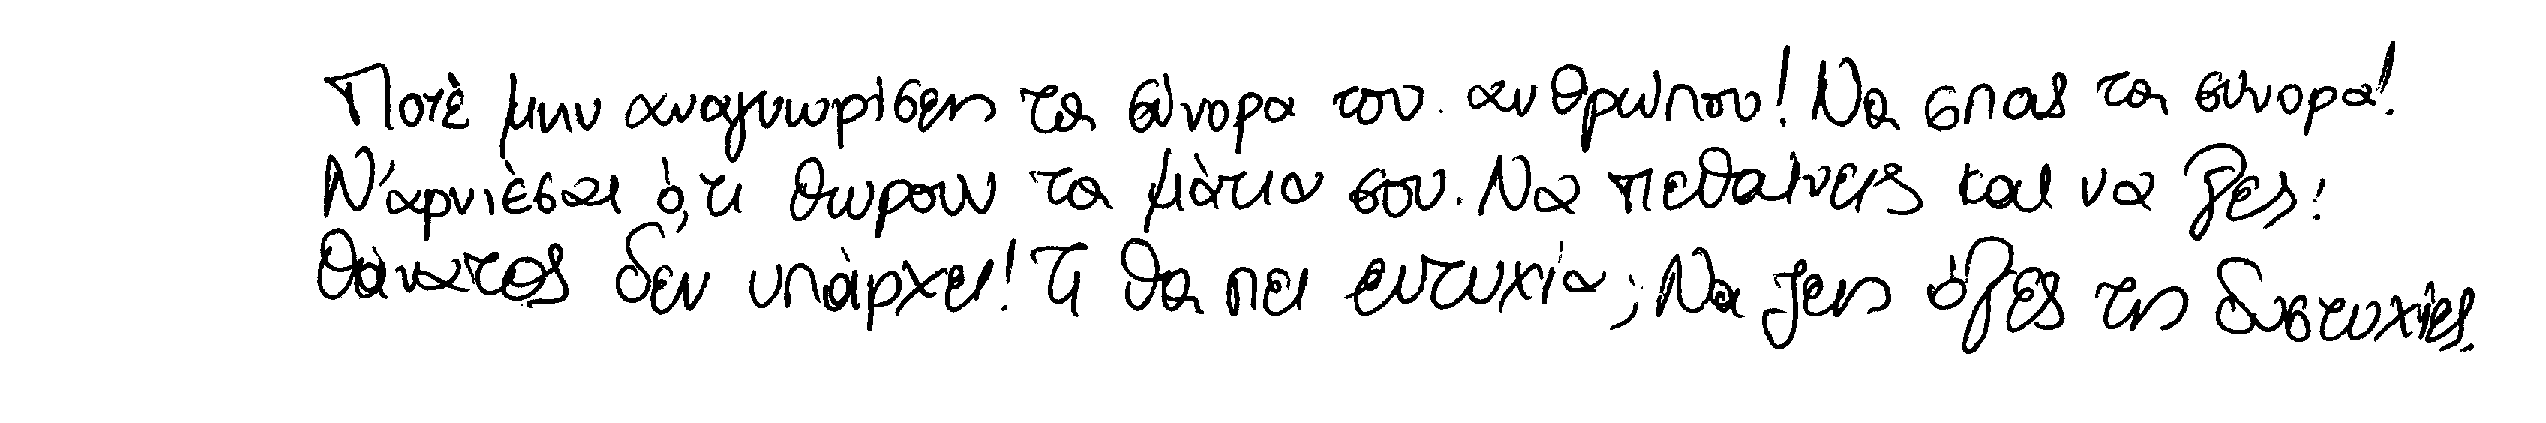 Ποτέ μην αναγνωρίσεις τα σύνορα του ανθρώπου! Να σπας τα σύνορα!
Ν'αρνιέσαι ό,τι θωρούν τα μάτια σου. Να πεθαίνεις και να λες:
Θάνατος δεν υπάρχει! Τι θα πει ευτυχία; Να ζεις όλες τις δυστυχίες.